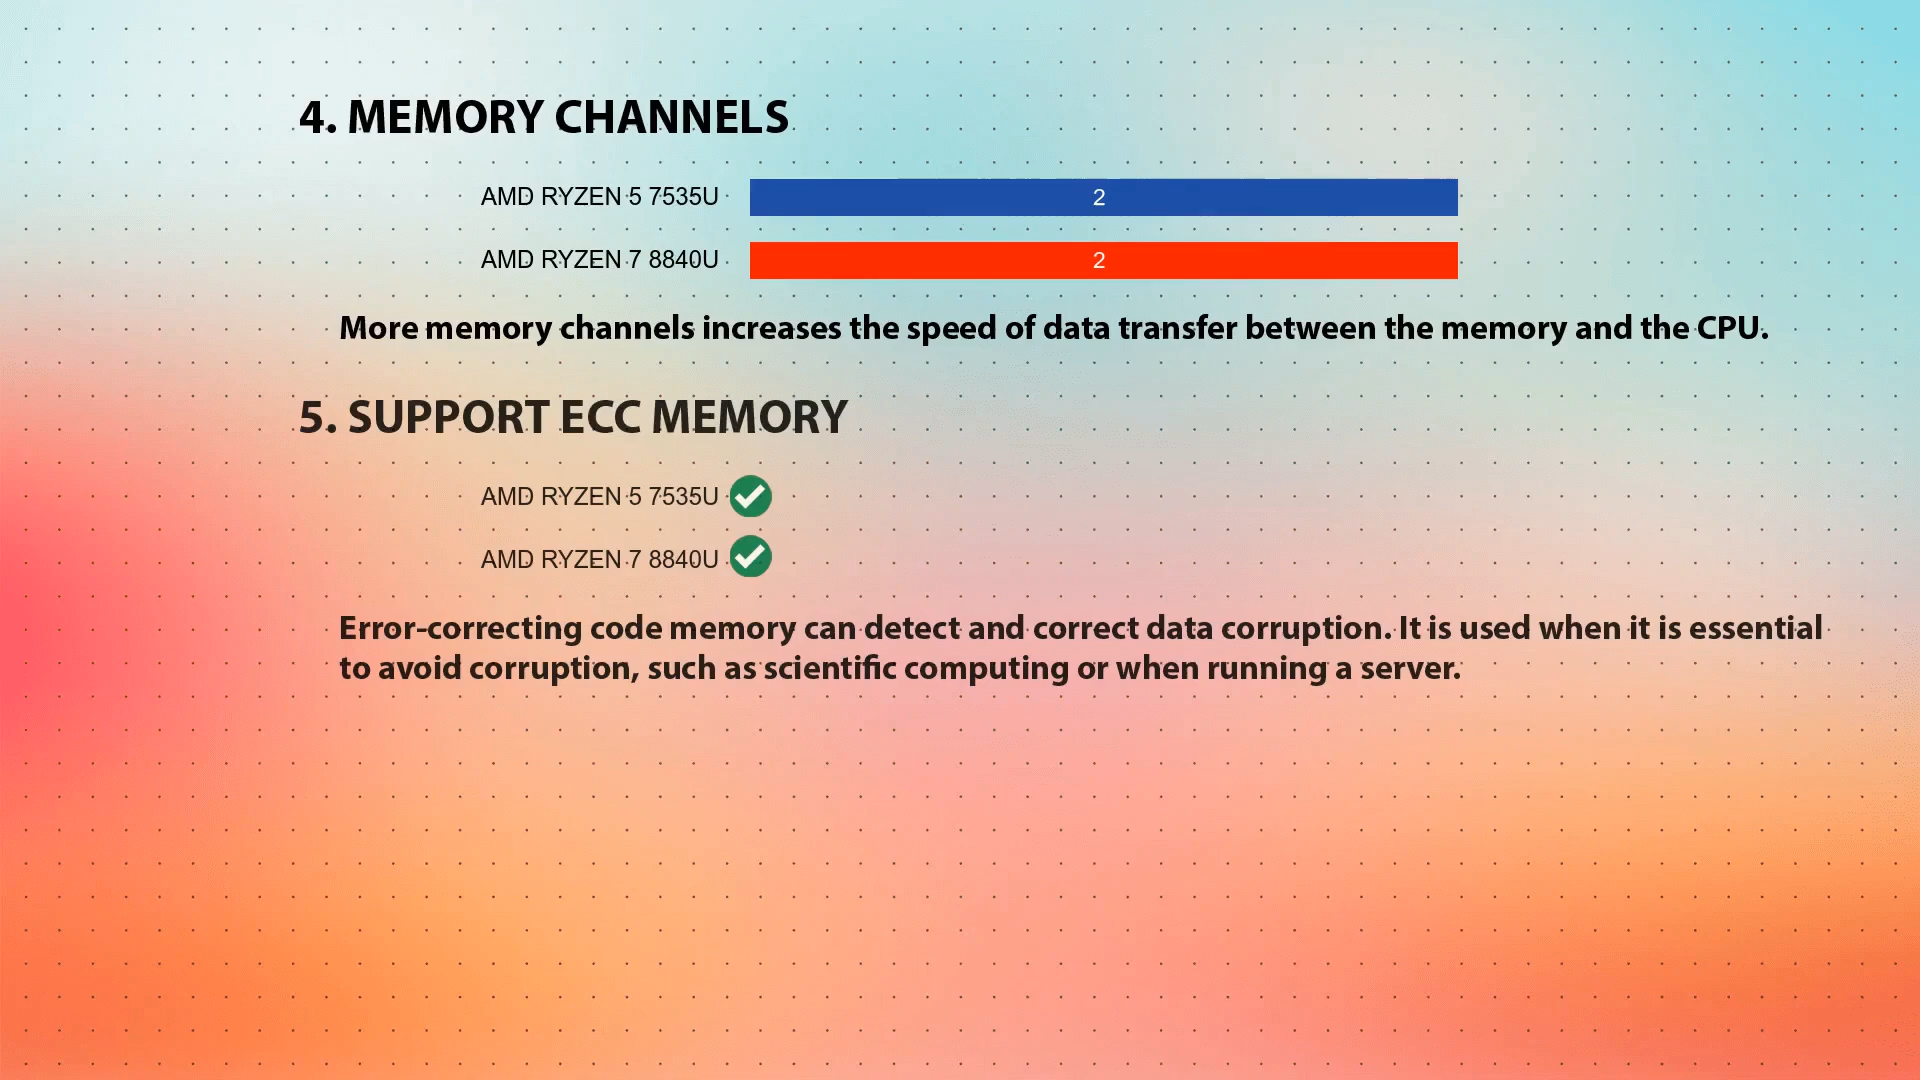 4. MEMORY CHANNELS
AMD RYZEN 5 7535U
2
AMD RYZEN 7 8840U
2
More memory channels increases the speed of data transfer between the memory and the CPU.
5. SUPPORT ECC MEMORY
AMD RYZEN 5 7535U
AMD RYZEN 7 8840U
Error-correcting code memory can detect and correct data corruption. It is used when it is essential
to avoid corruption, such as scientific computing or when running a server.